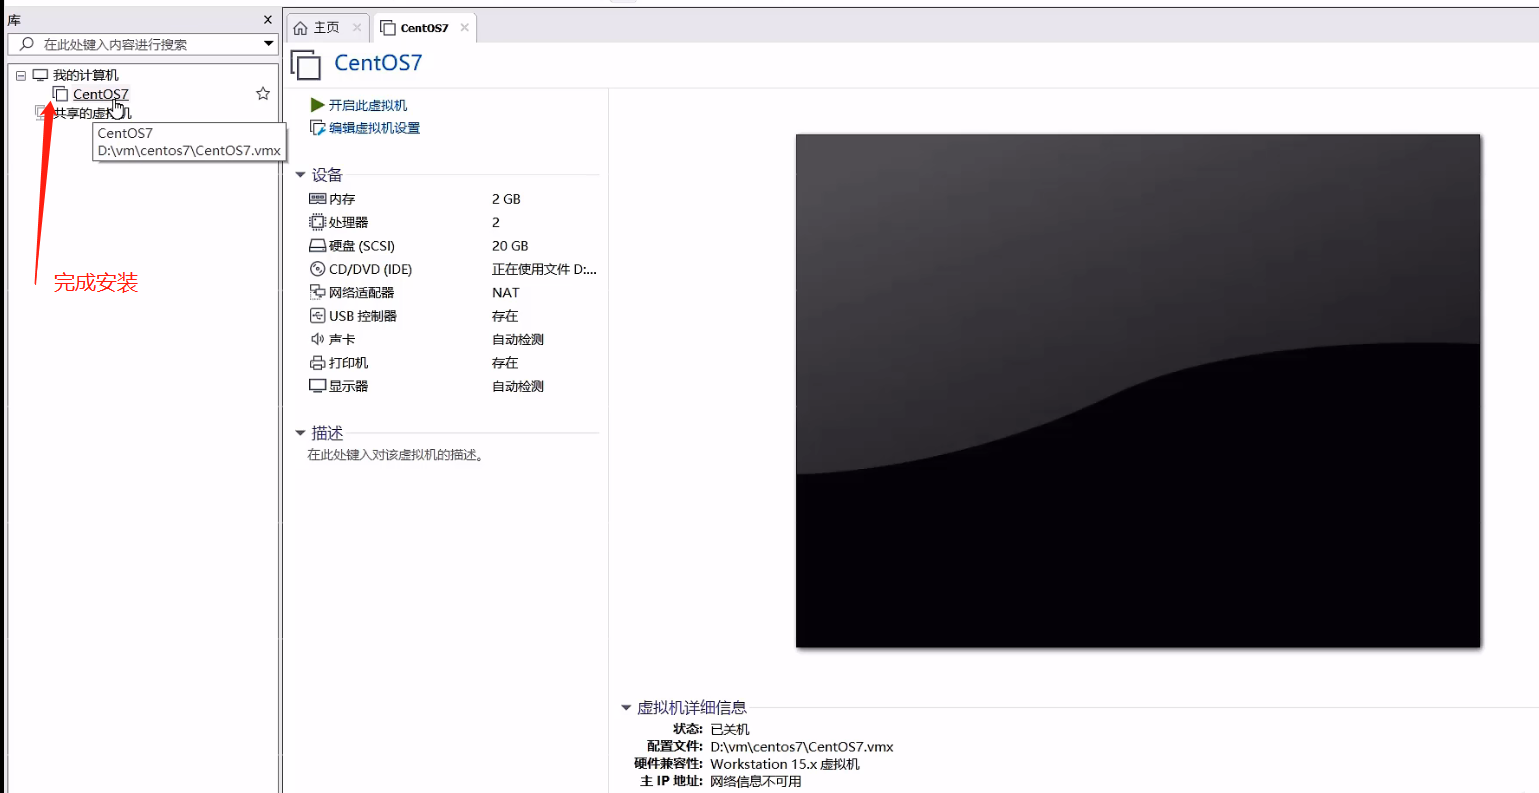 库
在此处键入内容进行搜索
我的计算机
CentOS7
共享的虚拟机
CentOS7
D:\vm\centos7\CentOS7.vmx
完成安装
主页
CentOS7
CentOS7
开启此虚拟机
编辑虚拟机设置
设备
内存 2 GB
处理器 2
硬盘 (SCSI) 20 GB
CD/DVD (IDE) 正在使用文件 D:...
网络适配器 NAT
USB 控制器 存在
声卡 自动检测
打印机 存在
显示器 自动检测
描述
在此处键入对该虚拟机的描述。
虚拟机详细信息
状态: 已关机
配置文件: D:\vm\centos7\CentOS7.vmx
硬件兼容性: Workstation 15.x 虚拟机
主 IP 地址: 网络信息不可用